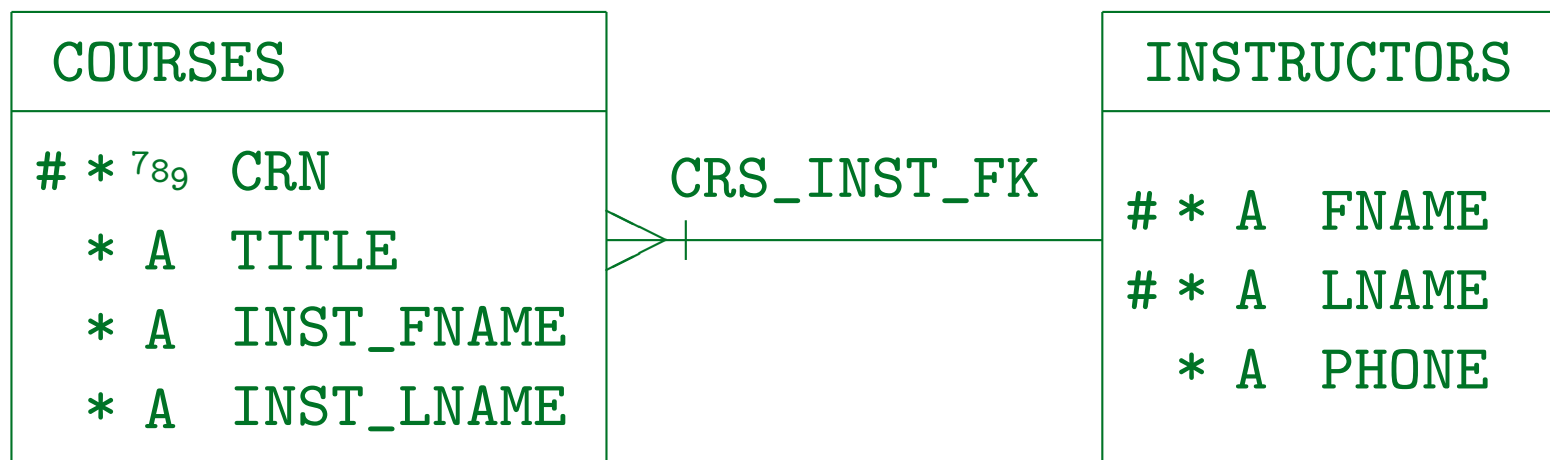 COURSES
# * 789 CRN
* A TITLE
* A INST_FNAME
* A INST_LNAME
CRS_INST_FK
INSTRUCTORS
# * A FNAME
# * A LNAME
* A PHONE